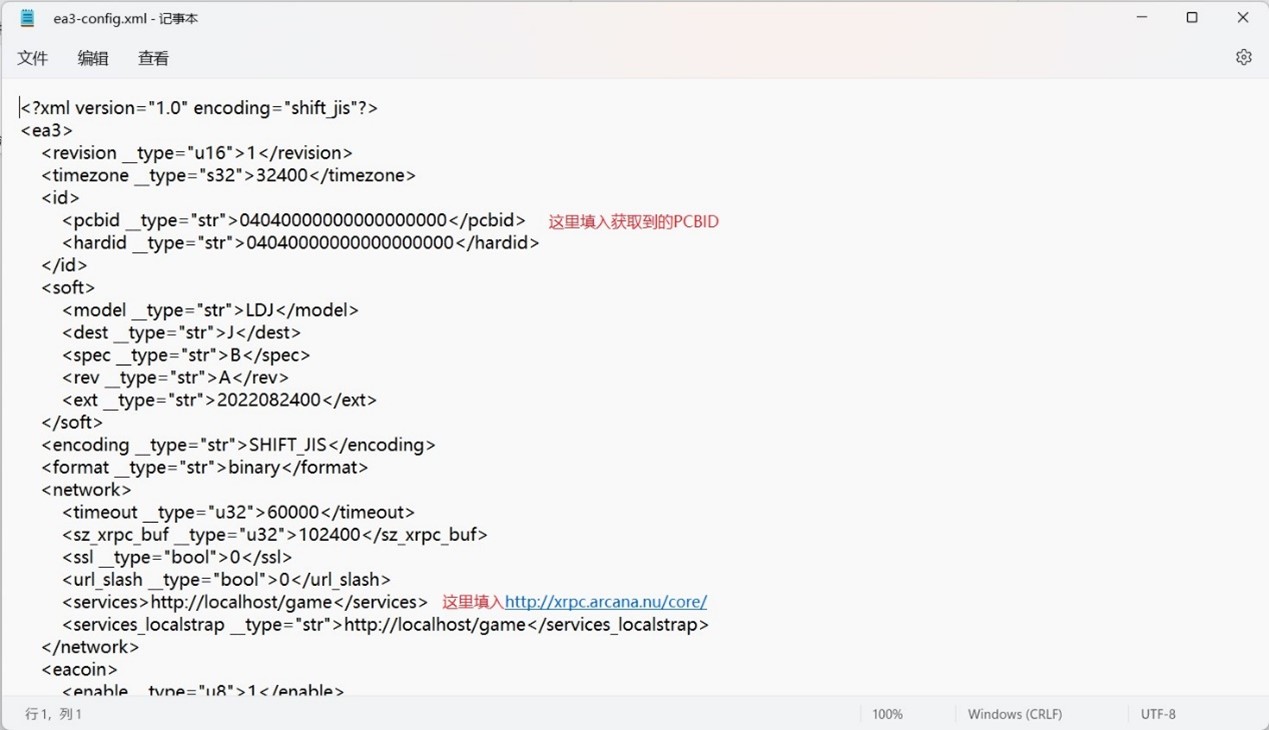 ea3-config.xml - 记事本
文件 编辑 查看
<?xml version="1.0" encoding="shift_jis"?>
<ea3>
<revision __type="u16">1</revision>
<timezone __type="s32">32400</timezone>
<id>
<pcbid __type="str">04040000000000000000</pcbid> 这里填入获取到的PCBID
<hardid __type="str">04040000000000000000</hardid>
</id>
<soft>
<model __type="str">LDJ</model>
<dest __type="str">J</dest>
<spec __type="str">B</spec>
<rev __type="str">A</rev>
<ext __type="str">2022082400</ext>
</soft>
<encoding __type="str">SHIFT_JIS</encoding>
<format __type="str">binary</format>
<network>
<timeout __type="u32">60000</timeout>
<sz_xrpc_buf __type="u32">102400</sz_xrpc_buf>
<ssl __type="bool">0</ssl>
<url_slash __type="bool">0</url_slash>
<services>http://localhost/game</services> 这里填入http://xrpc.arcana.nu/core/
<services_localstrap __type="str">http://localhost/game</services_localstrap>
</network>
<eacoin>
<enable __type="u8">1</enable>
行 1, 列 1 100% Windows (CRLF) UTF-8